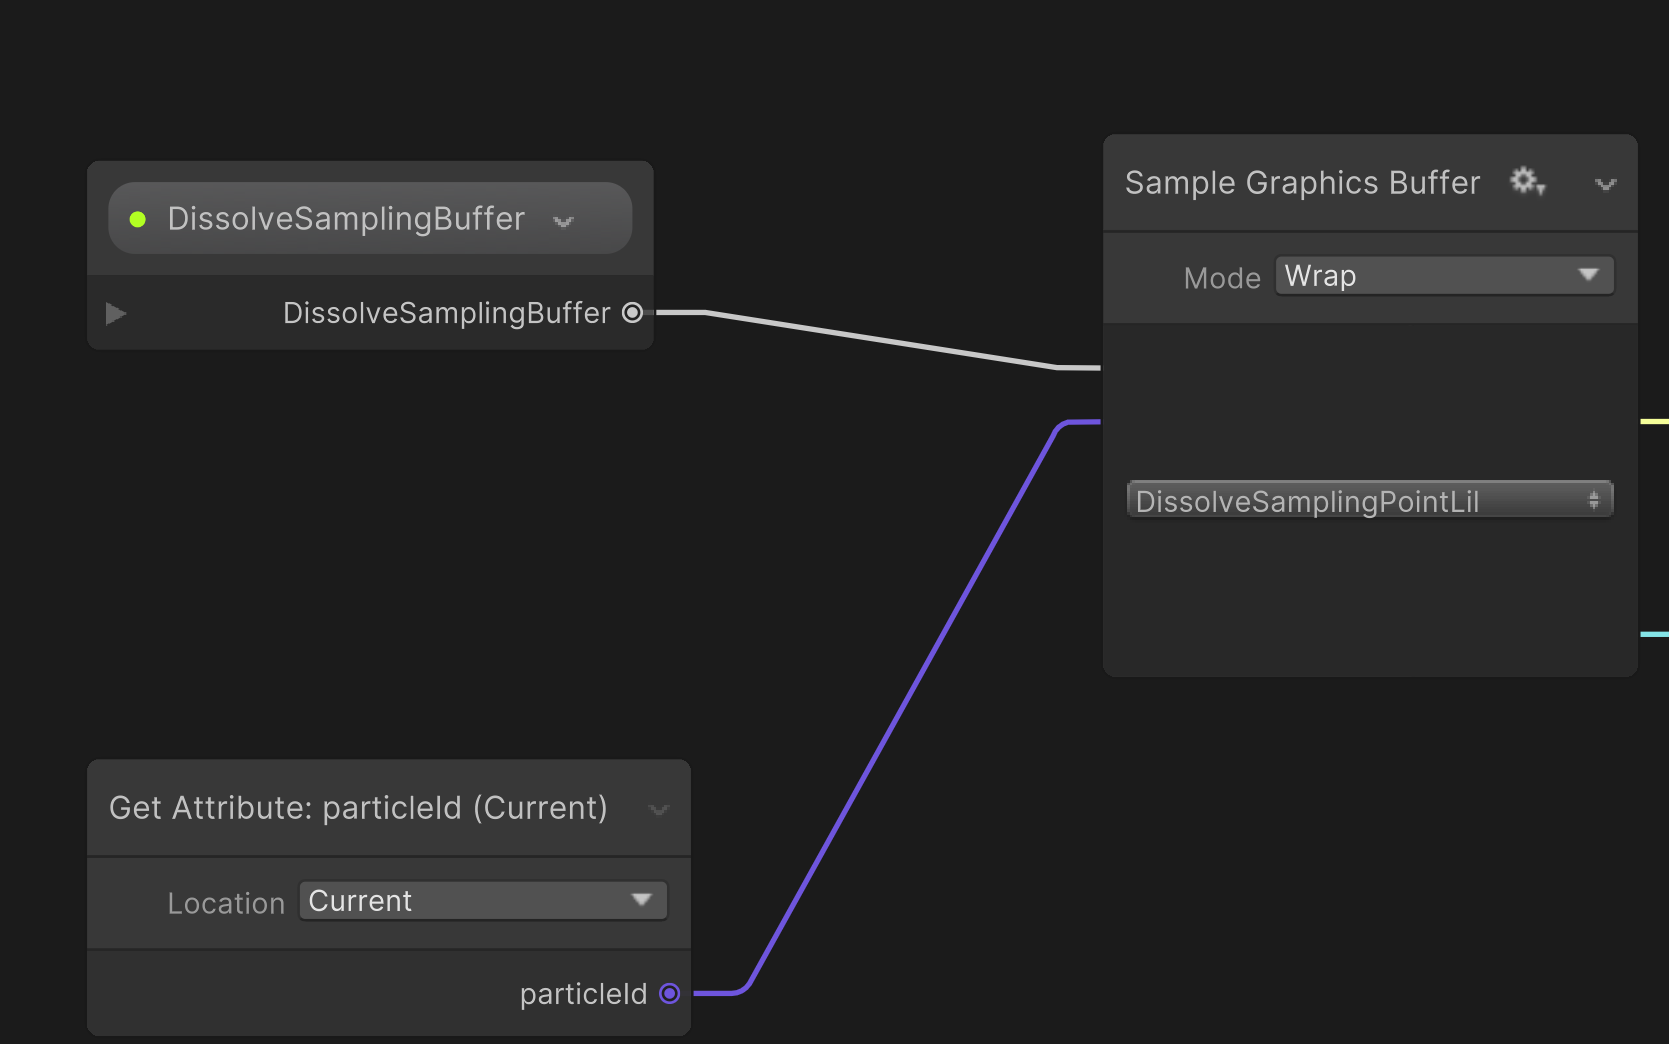 DissolveSamplingBuffer
DissolveSamplingBuffer
Sample Graphics Buffer
Mode Wrap
DissolveSamplingPointLil
Get Attribute: particleId (Current)
Location Current
particleId